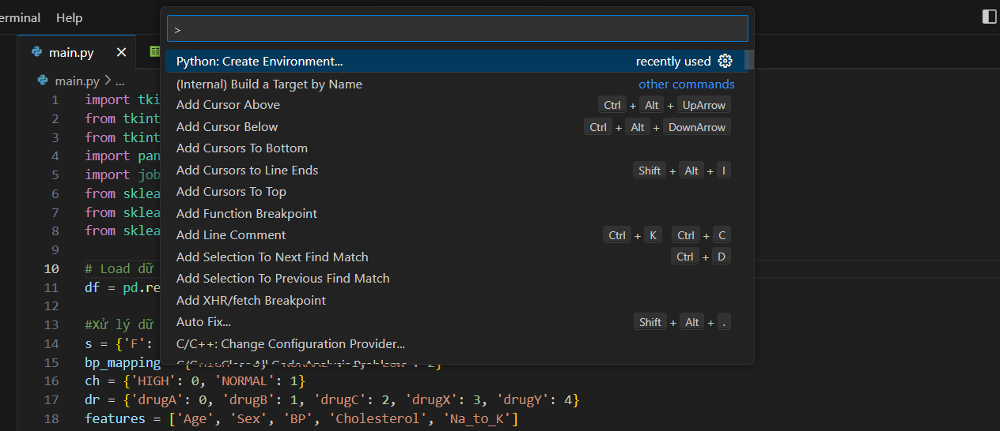 Help
>
main.py
Python: Create Environment... recently used
main.py > ...
(Internal) Build a Target by Name other commands
Add Cursor Above Ctrl + Alt + UpArrow
Add Cursor Below Ctrl + Alt + DownArrow
Add Cursors To Bottom
Add Cursors to Line Ends Shift + Alt + I
Add Cursors To Top
Add Function Breakpoint
Add Line Comment Ctrl + K Ctrl + C
Add Selection To Next Find Match Ctrl + D
Add Selection To Previous Find Match
Add XHR/fetch Breakpoint
Auto Fix... Shift + Alt + .
C/C++: Change Configuration Provider...
1 import tki
2 from tkint
3 from tkint
4 import pan
5 import job
6 from sklea
7 from sklea
8 from sklea
9
10 # Load dữ
11 df = pd.re
12
13 #Xử lý dữ
14 s = {'F':
15 bp_mapping
16 ch = {'HIGH': 0, 'NORMAL': 1}
17 dr = {'drugA': 0, 'drugB': 1, 'drugC': 2, 'drugX': 3, 'drugY': 4}
18 features = ['Age', 'Sex', 'BP', 'Cholesterol', 'Na_to_K']